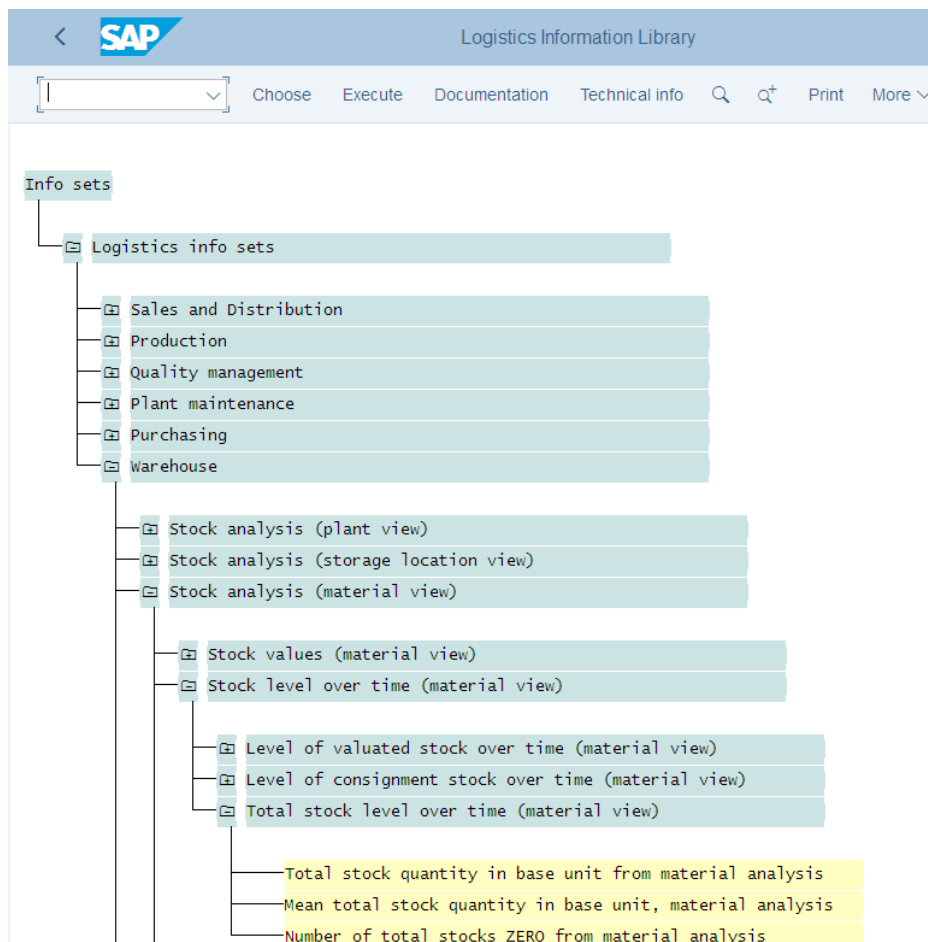 SAP
Logistics Information Library
Choose Execute Documentation Technical info Print More
Info sets
Logistics info sets
Sales and Distribution
Production
Quality management
Plant maintenance
Purchasing
Warehouse
Stock analysis (plant view)
Stock analysis (storage location view)
Stock analysis (material view)
Stock values (material view)
Stock level over time (material view)
Level of valuated stock over time (material view)
Level of consignment stock over time (material view)
Total stock level over time (material view)
Total stock quantity in base unit from material analysis
Mean total stock quantity in base unit, material analysis
Number of total stocks ZERO from material analysis